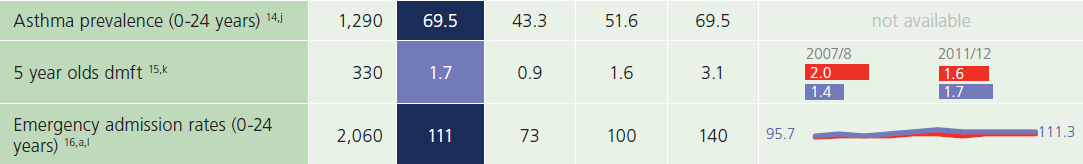 Asthma prevalence (0-24 years) 14,j 1,290 69.5 43.3 51.6 69.5 not available
2007/8 2011/12
5 year olds dmft 15,k 330 1.7 0.9 1.6 3.1 2.0 1.6
1.4 1.7
Emergency admission rates (0-24
years) 16,a,l 2,060 111 73 100 140 95.7 111.3